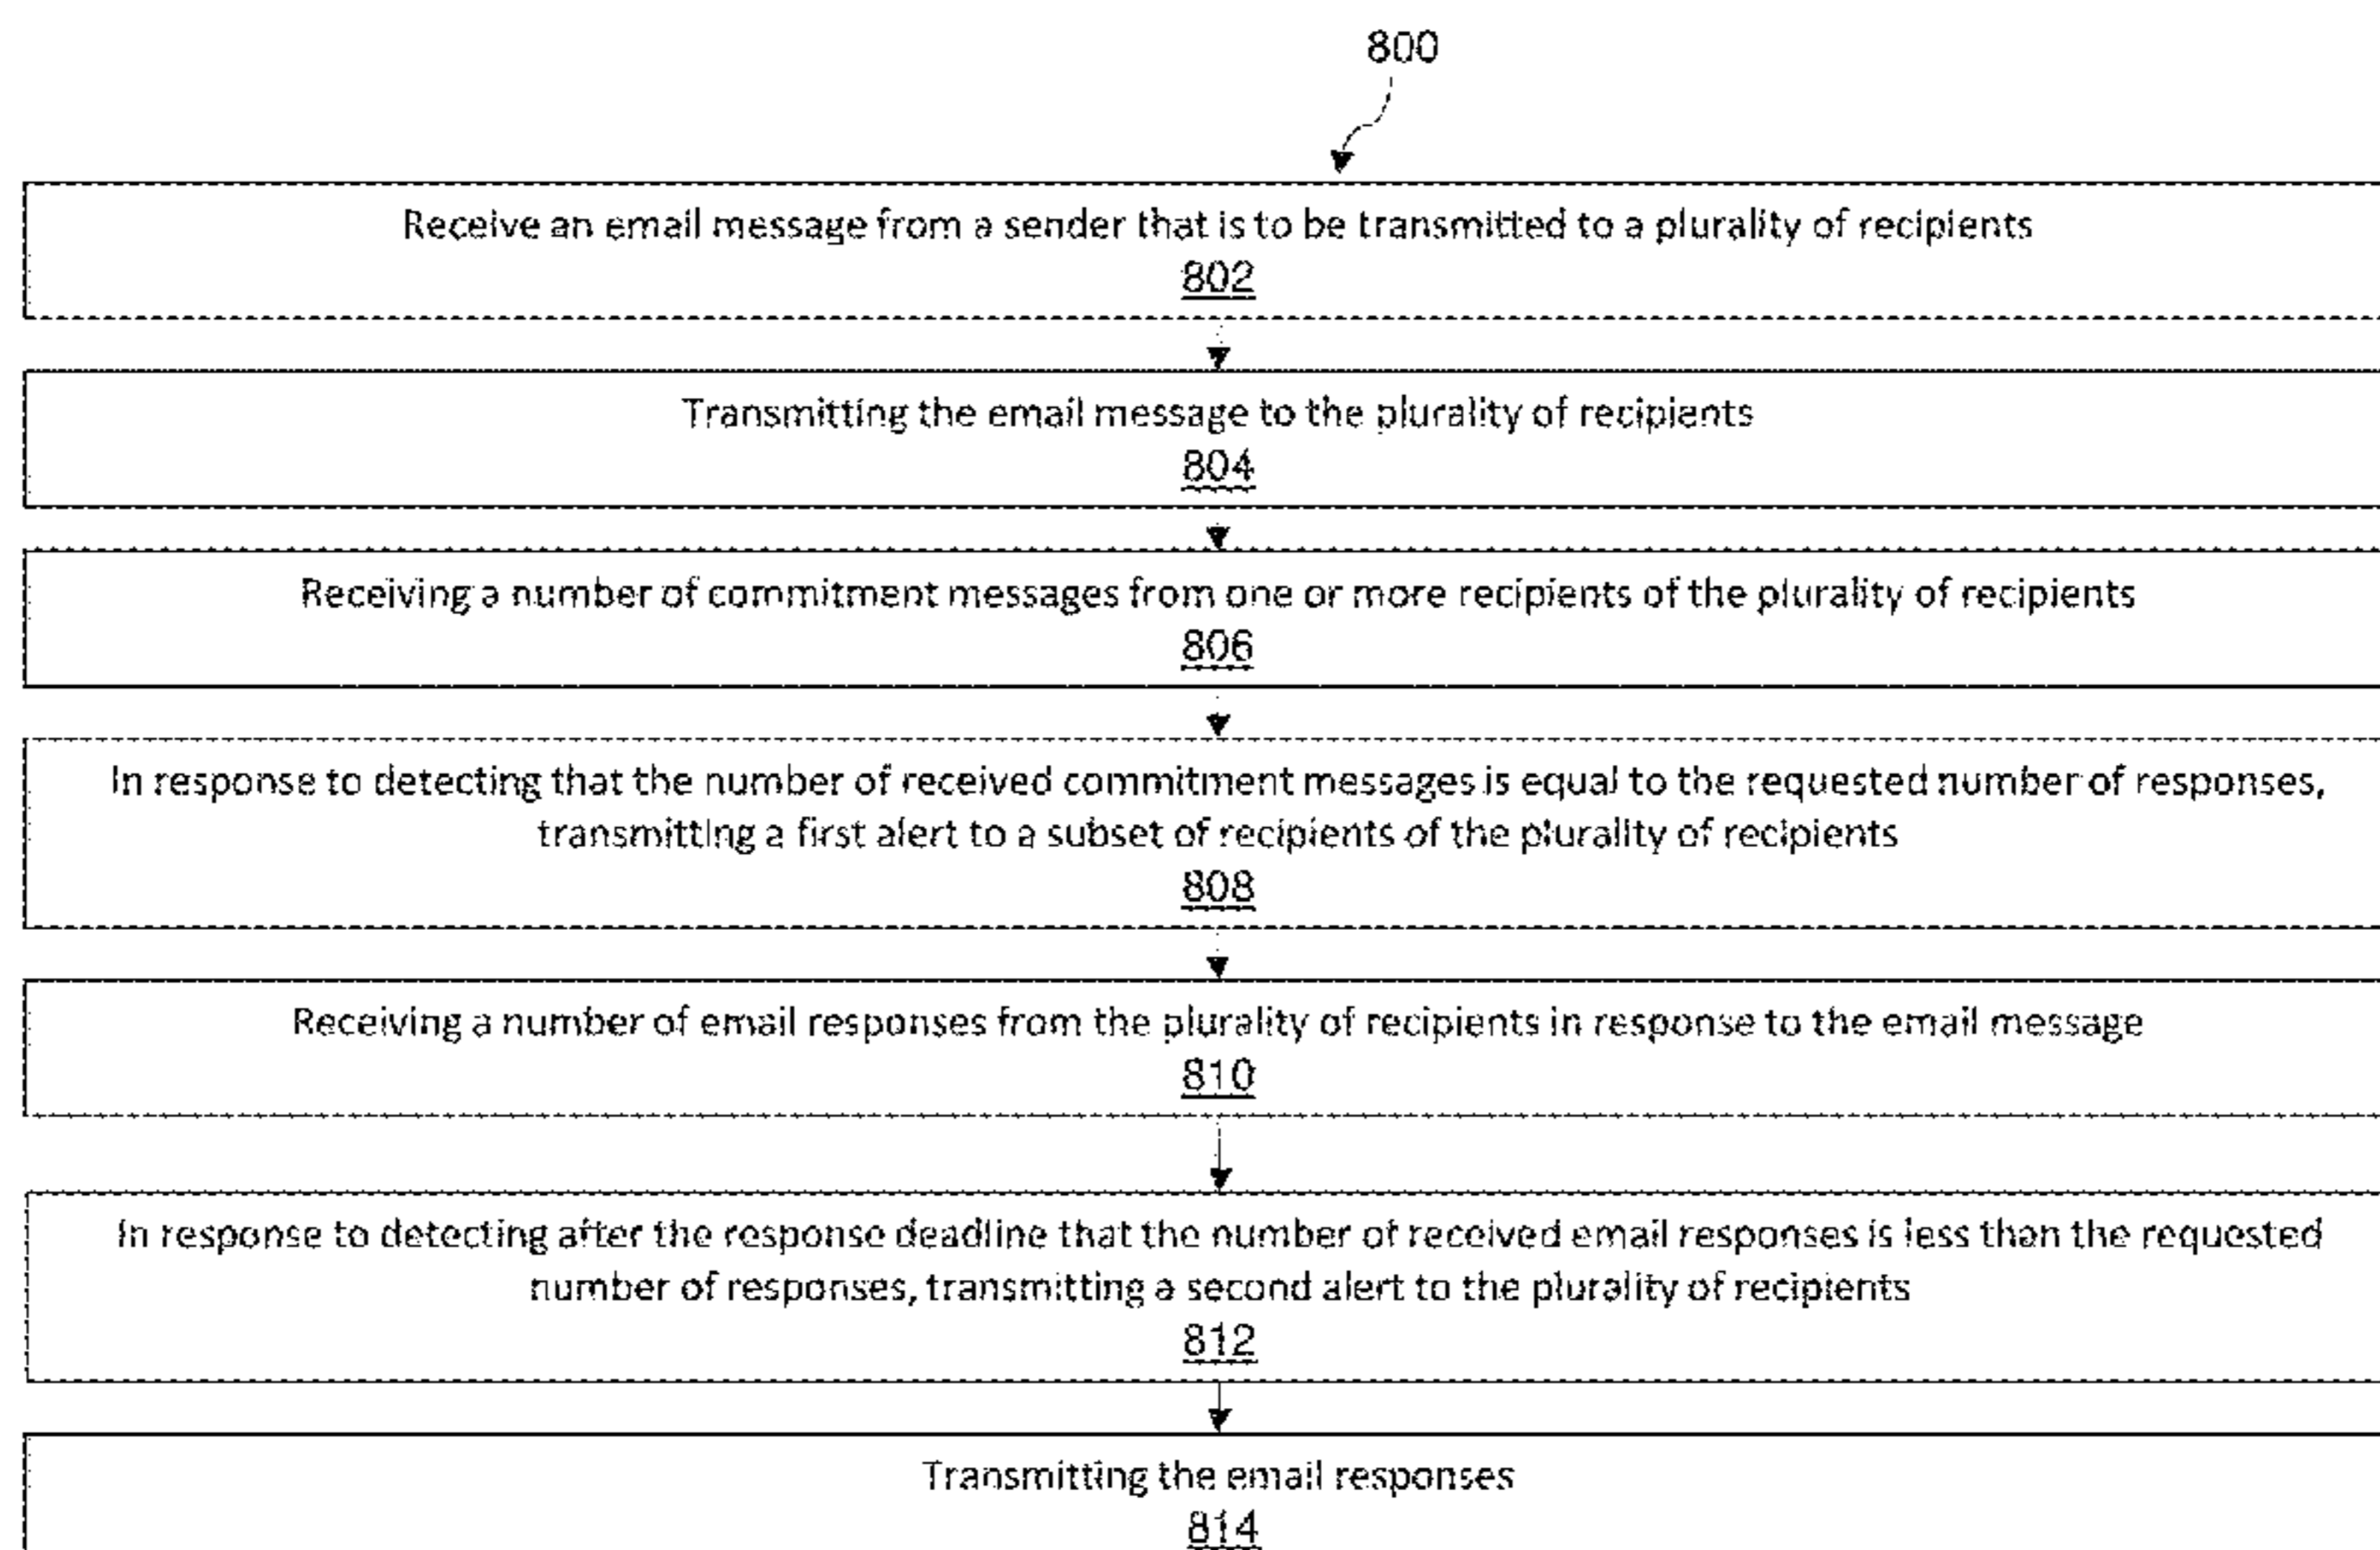 800
Receive an email message from a sender that is to be transmitted to a plurality of recipients
802
Transmitting the email message to the plurality of recipients
804
Receiving a number of commitment messages from one or more recipients of the plurality of recipients
806
In response to detecting that the number of received commitment messages is equal to the requested number of responses,
transmitting a first alert to a subset of recipients of the plurality of recipients
808
Receiving a number of email responses from the plurality of recipients in response to the email message
810
In response to detecting after the response deadline that the number of received email responses is less than the requested
number of responses, transmitting a second alert to the plurality of recipients
812
Transmitting the email responses
814